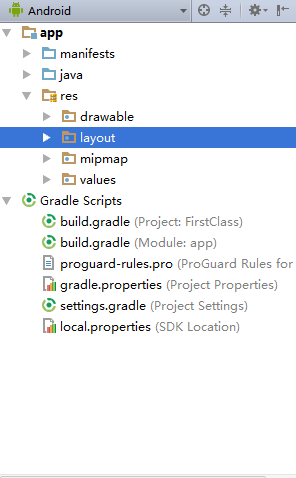 Android
app
manifests
java
res
drawable
layout
mipmap
values
Gradle Scripts
build.gradle (Project: FirstClass)
build.gradle (Module: app)
proguard-rules.pro (ProGuard Rules for
gradle.properties (Project Properties)
settings.gradle (Project Settings)
local.properties (SDK Location)